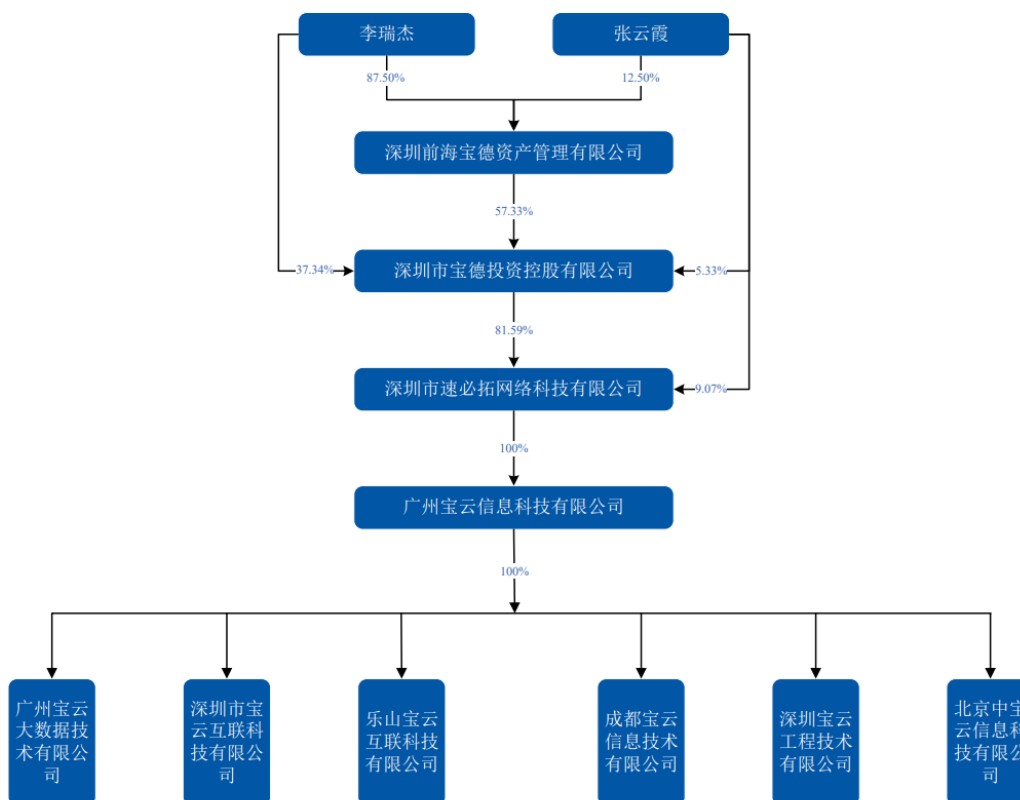 李瑞杰
张云霞
87.50%
12.50%
深圳前海宝德资产管理有限公司
57.33%
深圳市宝德投资控股有限公司
37.34%
5.33%
81.59%
深圳市速必拓网络科技有限公司
9.07%
100%
广州宝云信息科技有限公司
100%
广州宝云
大数据技
术有限公
司
深圳市宝
云互联科
技有限公
司
乐山宝云
互联科技
有限公司
成都宝云
信息技术
有限公司
深圳宝云
工程技术
有限公司
北京中宝
云信息科
技有限公
司